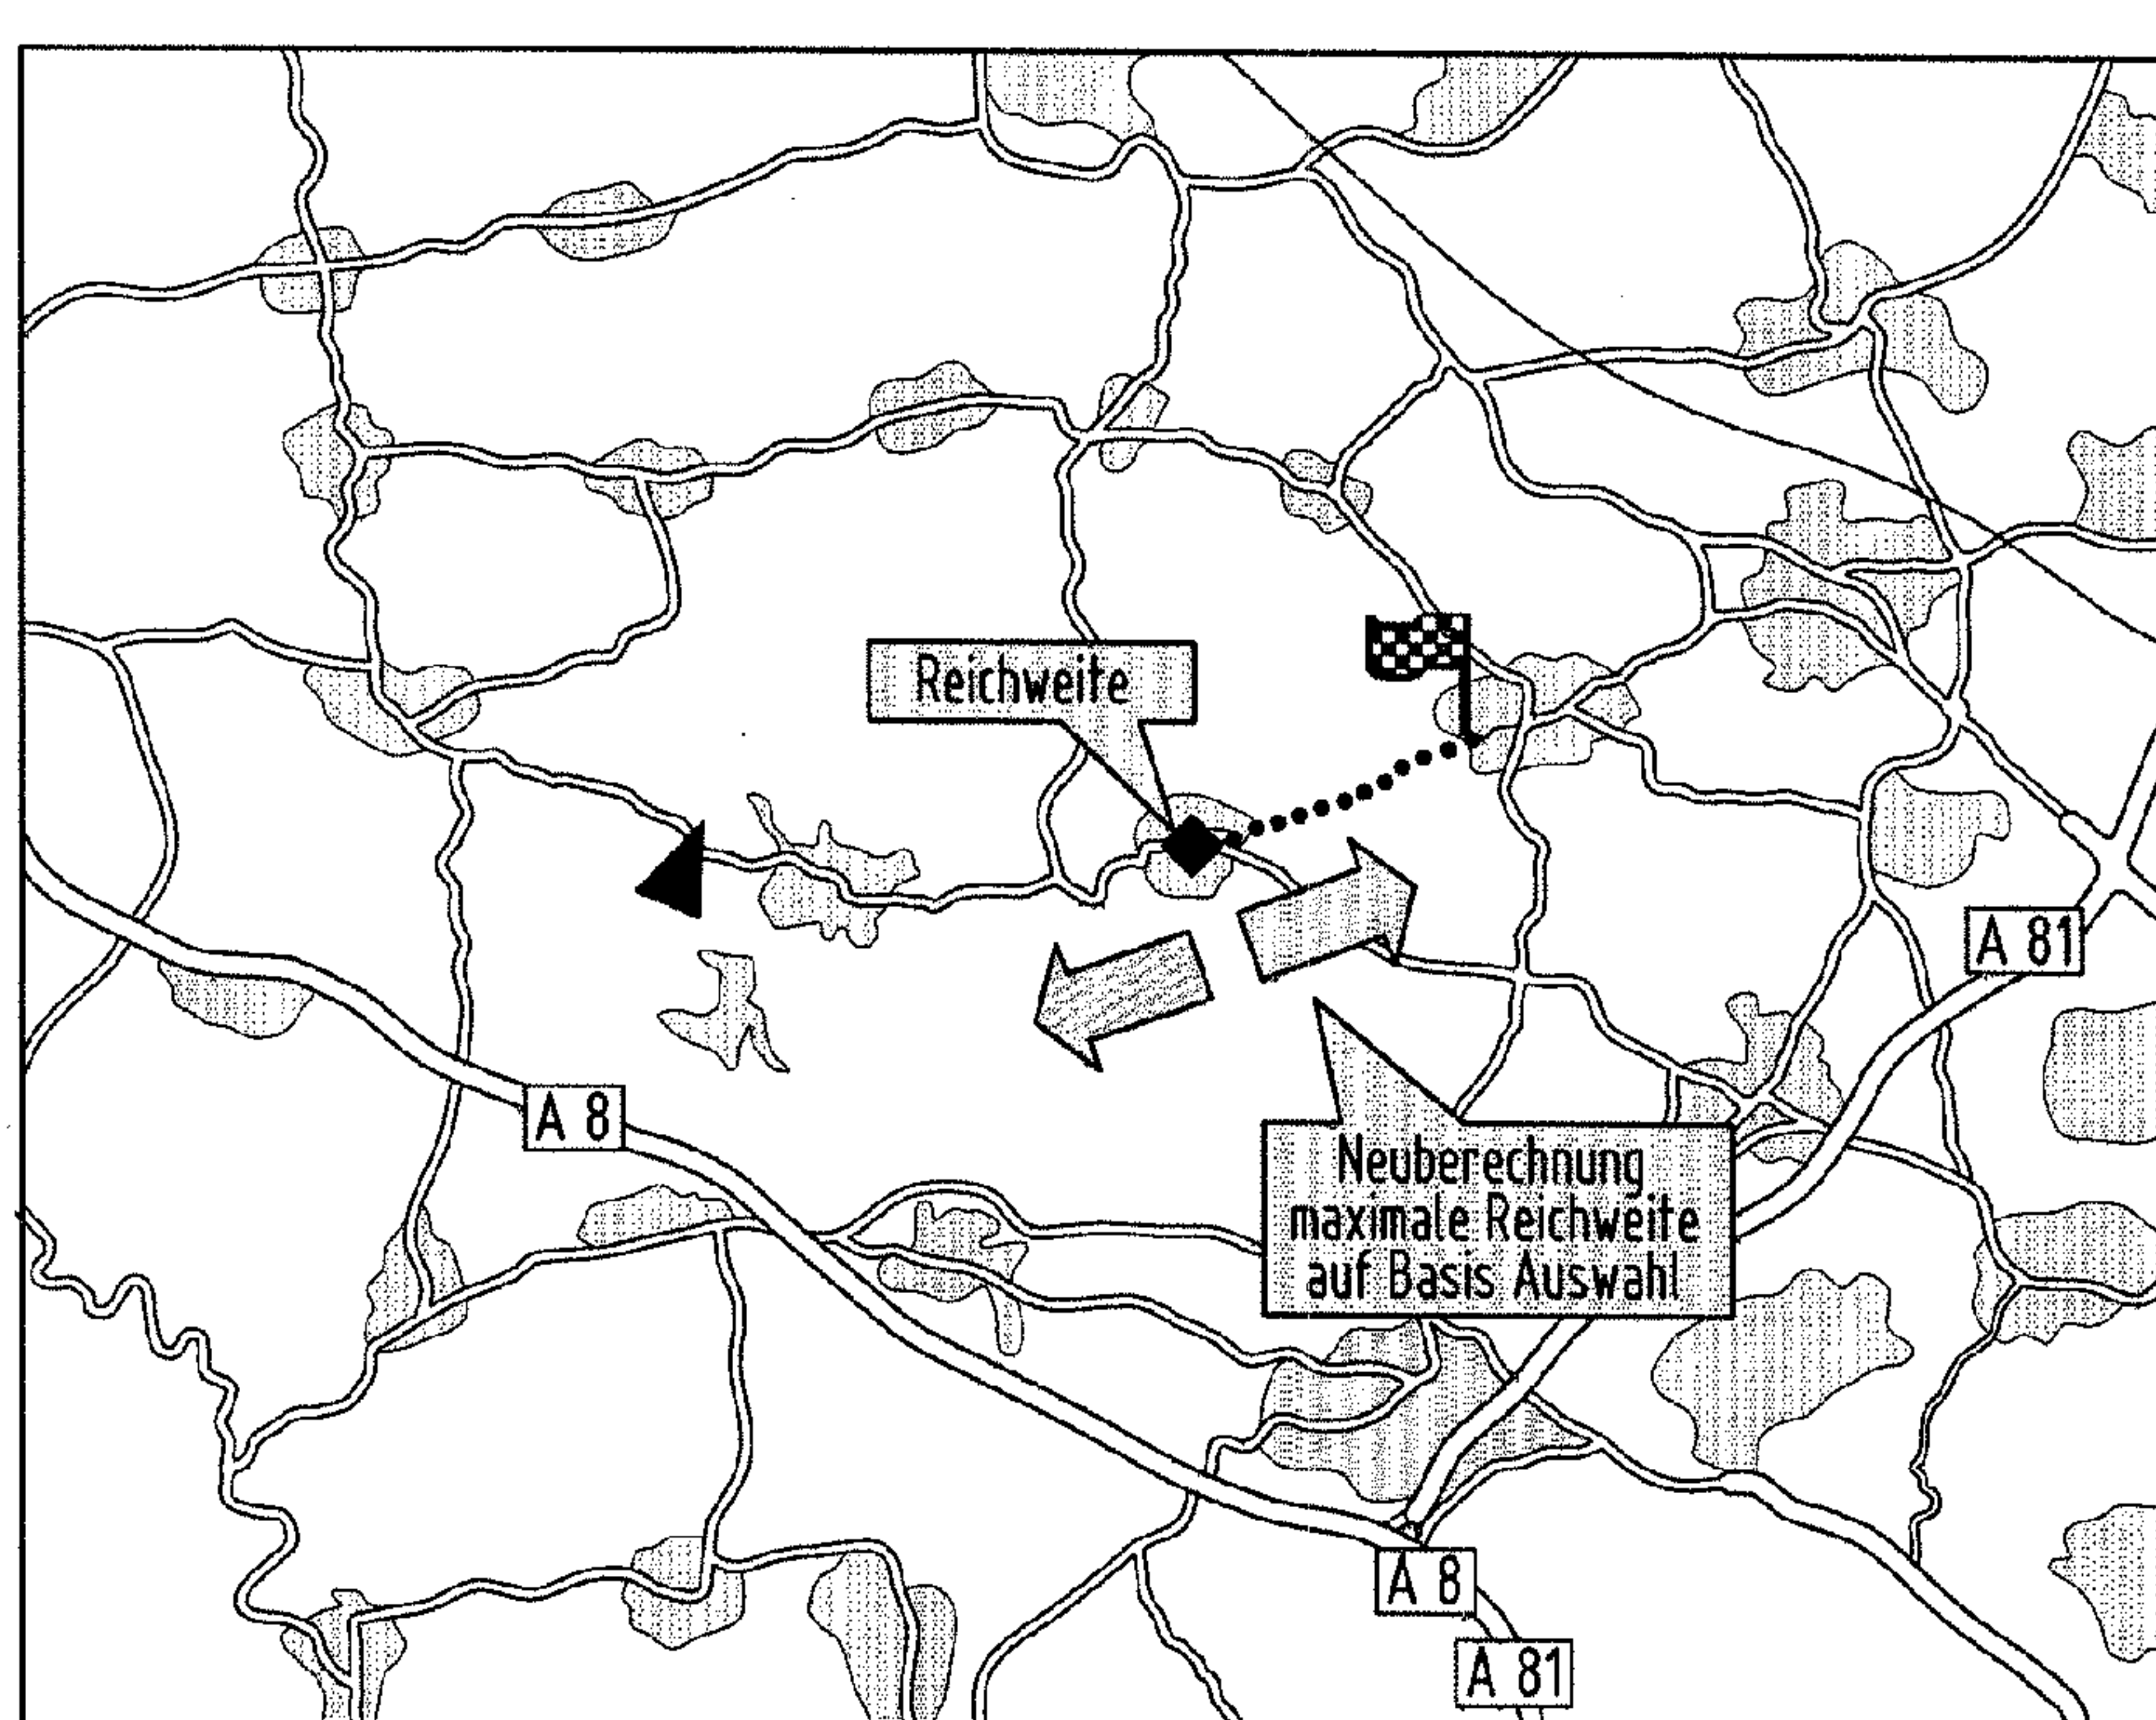 Reichweite
A 81
A 8
Neuberechnung
maximale Reichweite
auf Basis Auswahl
A 8
A 81